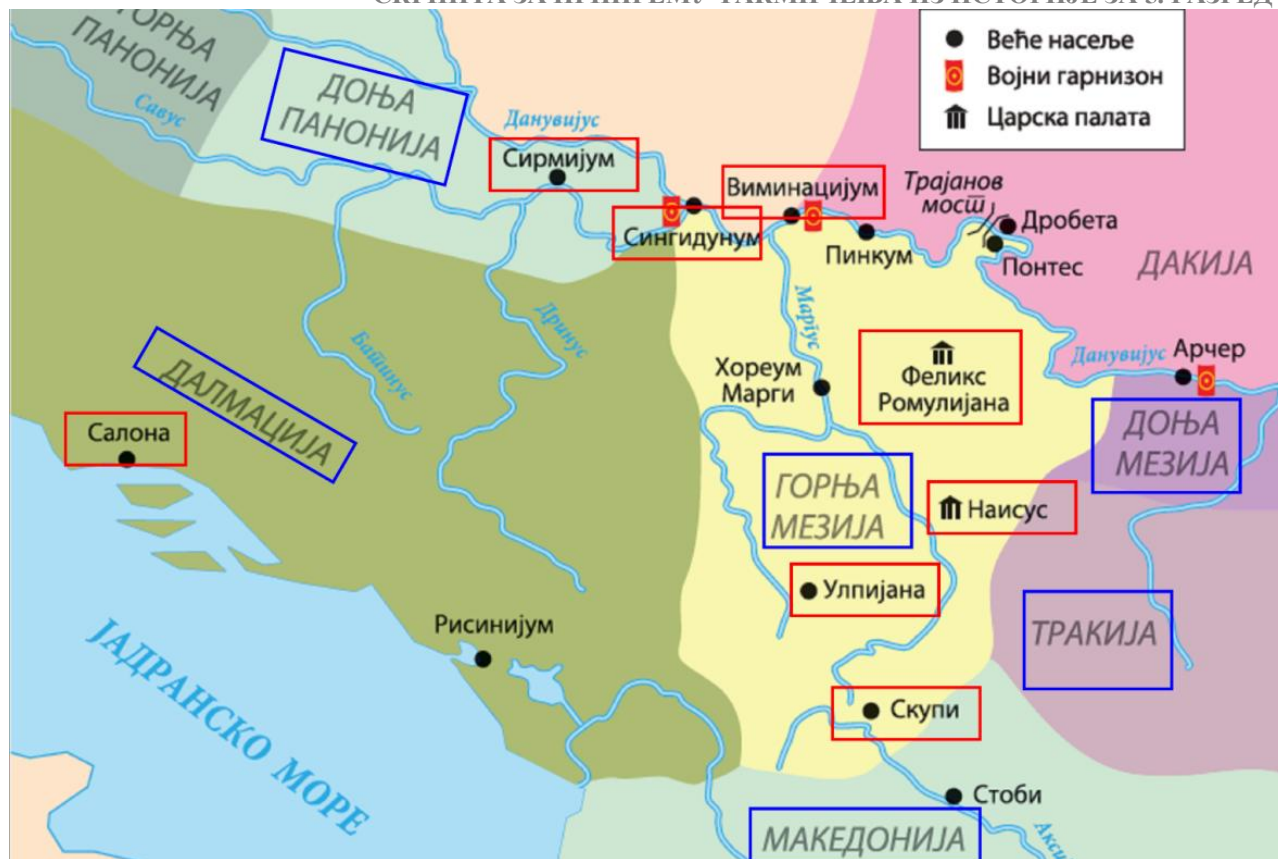 ГОРЊА
ПАНОНИЈА
Савус
ДОЊА
ПАНОНИЈА
Данувијус
Сирмијум
Сингидунум
Виминацијум
Пинкум
Трајанов
мост
Дробета
Понтес
ДАКИЈА
Веће насеље
Војни гарнизон
Царска палата
Батинус
Дринус
Маргус
ДАЛМАЦИЈА
Салона
Хореум
Марги
Феликс
Ромулијана
Данувијус
Арчер
ДОЊА
МЕЗИЈА
ГОРЊА
МЕЗИЈА
Наисус
Улпијана
ТРАКИЈА
Рисинијум
Скупи
ЈАДРАНСКО МОРЕ
Стоби
МАКЕДОНИЈА